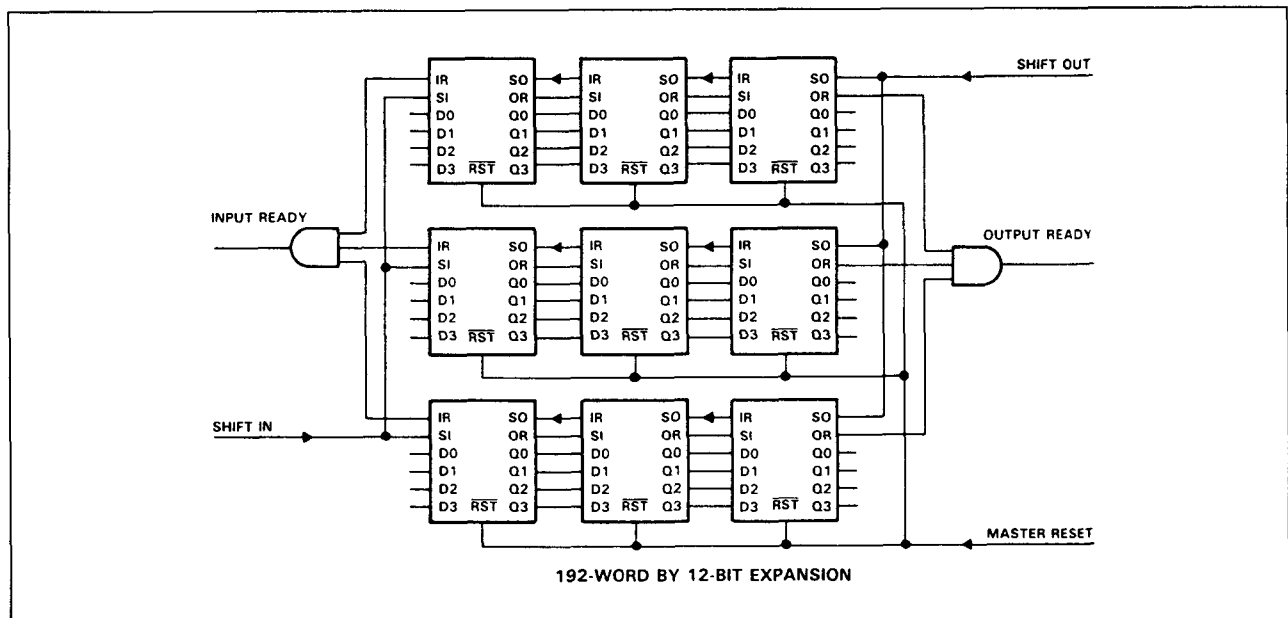 IR SO IR SO IR SO SHIFT OUT
SI OR SI OR SI OR
D0 Q0 D0 Q0 D0 Q0
D1 Q1 D1 Q1 D1 Q1
D2 Q2 D2 Q2 D2 Q2
D3 RST Q3 D3 RST Q3 D3 RST Q3
INPUT READY
OUTPUT READY
IR SO IR SO IR SO
SI OR SI OR SI OR
D0 Q0 D0 Q0 D0 Q0
D1 Q1 D1 Q1 D1 Q1
D2 Q2 D2 Q2 D2 Q2
D3 RST Q3 D3 RST Q3 D3 RST Q3
IR SO IR SO IR SO
SHIFT IN
SI OR SI OR SI OR
D0 Q0 D0 Q0 D0 Q0
D1 Q1 D1 Q1 D1 Q1
D2 Q2 D2 Q2 D2 Q2
D3 RST Q3 D3 RST Q3 D3 RST Q3
MASTER RESET
192-WORD BY 12-BIT EXPANSION